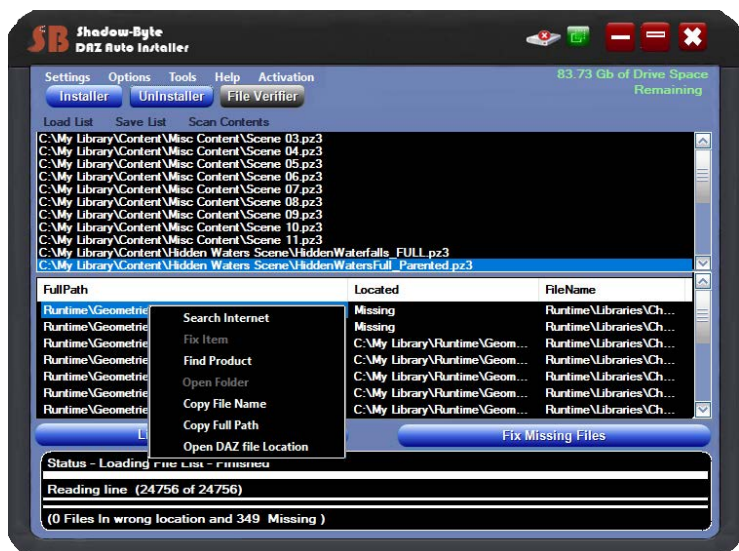 SB Shadow-Byte
DAZ Auto Installer
Settings Options Tools Help Activation
83.73 Gb of Drive Space
Remaining
Installer UnInstaller File Verifier
Load List Save List Scan Contents
C:\My Library\Content\Misc Content\Scene 03.pz3
C:\My Library\Content\Misc Content\Scene 04.pz3
C:\My Library\Content\Misc Content\Scene 05.pz3
C:\My Library\Content\Misc Content\Scene 06.pz3
C:\My Library\Content\Misc Content\Scene 07.pz3
C:\My Library\Content\Misc Content\Scene 08.pz3
C:\My Library\Content\Misc Content\Scene 09.pz3
C:\My Library\Content\Misc Content\Scene 10.pz3
C:\My Library\Content\Misc Content\Scene 11.pz3
C:\My Library\Content\Hidden Waters Scene\HiddenWaterfalls_FULL.pz3
C:\My Library\Content\Hidden Waters Scene\HiddenWatersFull_Parented.pz3
FullPath Located FileName
Runtime\Geometrie Missing Runtime\Libraries\Ch...
Runtime\Geometrie Missing Runtime\Libraries\Ch...
Runtime\Geometrie C:\My Library\Runtime\Geom... Runtime\Libraries\Ch...
Runtime\Geometrie C:\My Library\Runtime\Geom... Runtime\Libraries\Ch...
Runtime\Geometrie C:\My Library\Runtime\Geom... Runtime\Libraries\Ch...
Runtime\Geometrie C:\My Library\Runtime\Geom... Runtime\Libraries\Ch...
Runtime\Geometrie C:\My Library\Runtime\Geom... Runtime\Libraries\Ch...
Search Internet
Fix Item
Find Product
Open Folder
Copy File Name
Copy Full Path
Open DAZ file Location
Fix Missing Files
Status - Loading File List - Finished
Reading line (24756 of 24756)
(0 Files In wrong location and 349 Missing )